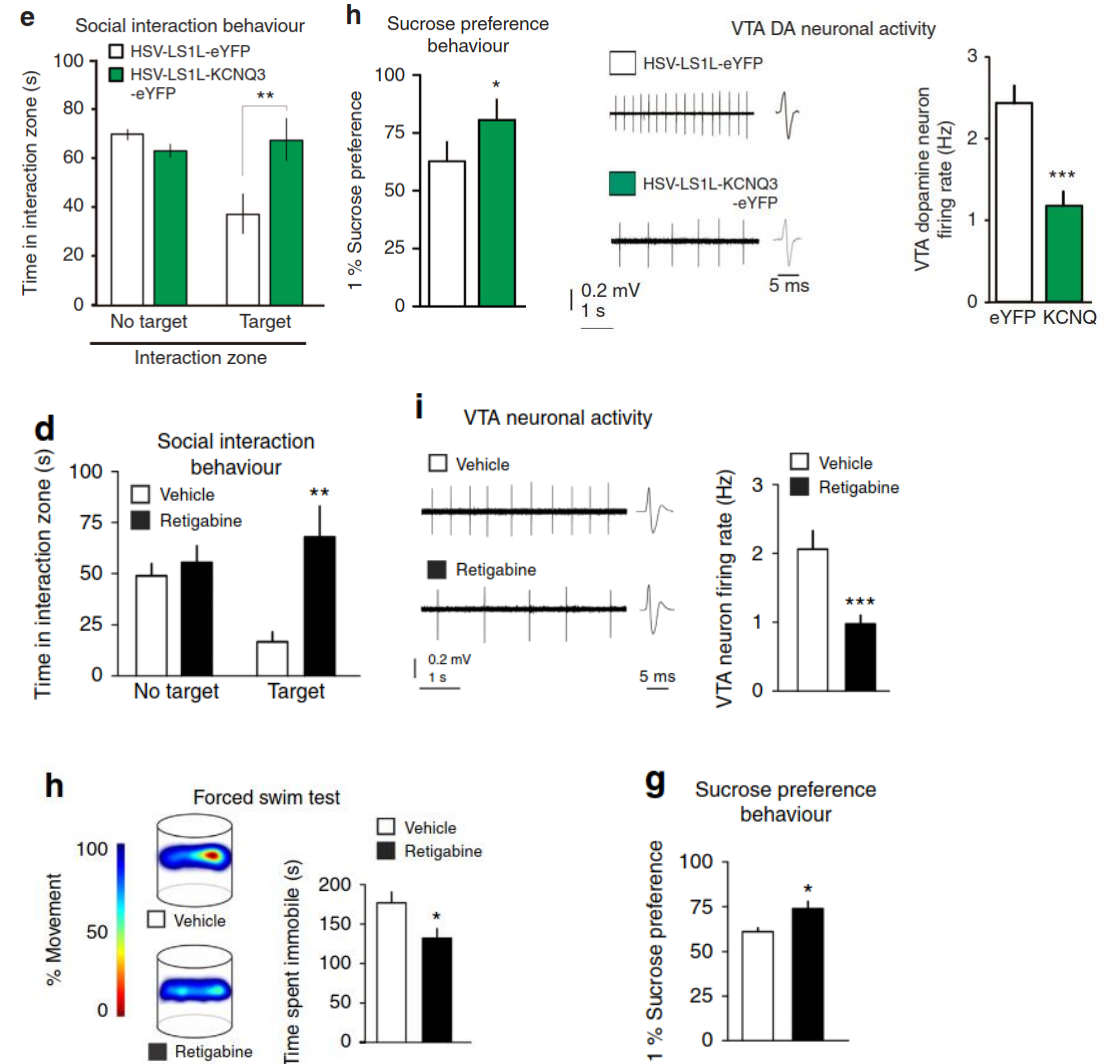 e
Social interaction behaviour
HSV-LS1L-eYFP
HSV-LS1L-KCNQ3
-eYFP
**
Time in interaction zone (s)
100
80
60
40
20
0
No target
Target
Interaction zone
h
Sucrose preference
behaviour
*
1 % Sucrose preference
100
75
50
25
0
VTA DA neuronal activity
HSV-LS1L-eYFP
HSV-LS1L-KCNQ3
-eYFP
0.2 mV
1 s
5 ms
VTA dopamine neuron
firing rate (Hz)
3
2
1
0
***
eYFP
KCNQ
d
Social interaction
behaviour
Vehicle
Retigabine
**
Time in interaction zone (s)
100
75
50
25
0
No target
Target
i
VTA neuronal activity
Vehicle
Retigabine
0.2 mV
1 s
5 ms
Vehicle
Retigabine
VTA neuron firing rate (Hz)
3
2
1
0
***
h
Forced swim test
% Movement
100
50
0
Vehicle
Retigabine
Vehicle
Retigabine
Time spent immobile (s)
200
150
100
50
0
*
g
Sucrose preference
behaviour
1 % Sucrose preference
100
75
50
25
0
*